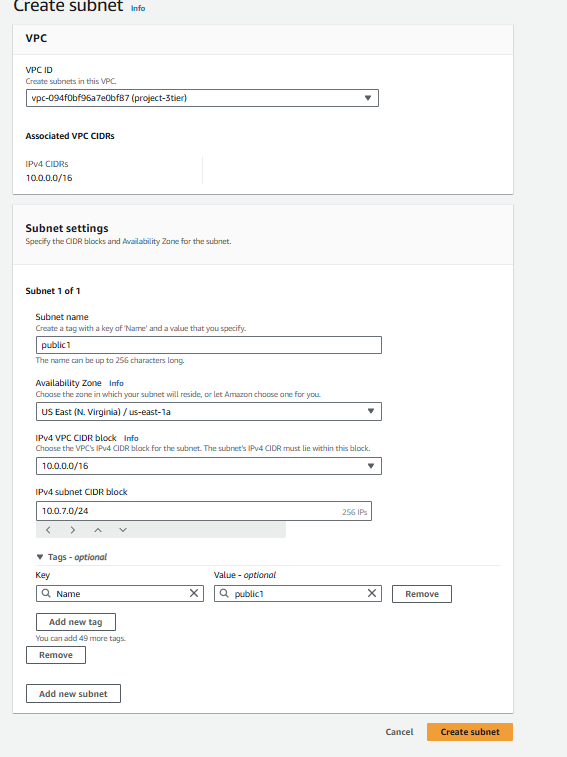 Create subnet Info
VPC
VPC ID
Create subnets in this VPC.
vpc-094f0bf96a7e0bf87 (project-3tier)
Associated VPC CIDRs
IPv4 CIDRs
10.0.0.0/16
Subnet settings
Specify the CIDR blocks and Availability Zone for the subnet.
Subnet 1 of 1
Subnet name
Create a tag with a key of 'Name' and a value that you specify.
public1
The name can be up to 256 characters long.
Availability Zone Info
Choose the zone in which your subnet will reside, or let Amazon choose one for you.
US East (N. Virginia) / us-east-1a
IPv4 VPC CIDR block Info
Choose the VPC's IPv4 CIDR block for the subnet. The subnet's IPv4 CIDR must lie within this block.
10.0.0.0/16
IPv4 subnet CIDR block
10.0.7.0/24 256 IPs
Tags - optional
Key Value - optional
Name public1 Remove
Add new tag
You can add 49 more tags.
Remove
Add new subnet
Cancel Create subnet